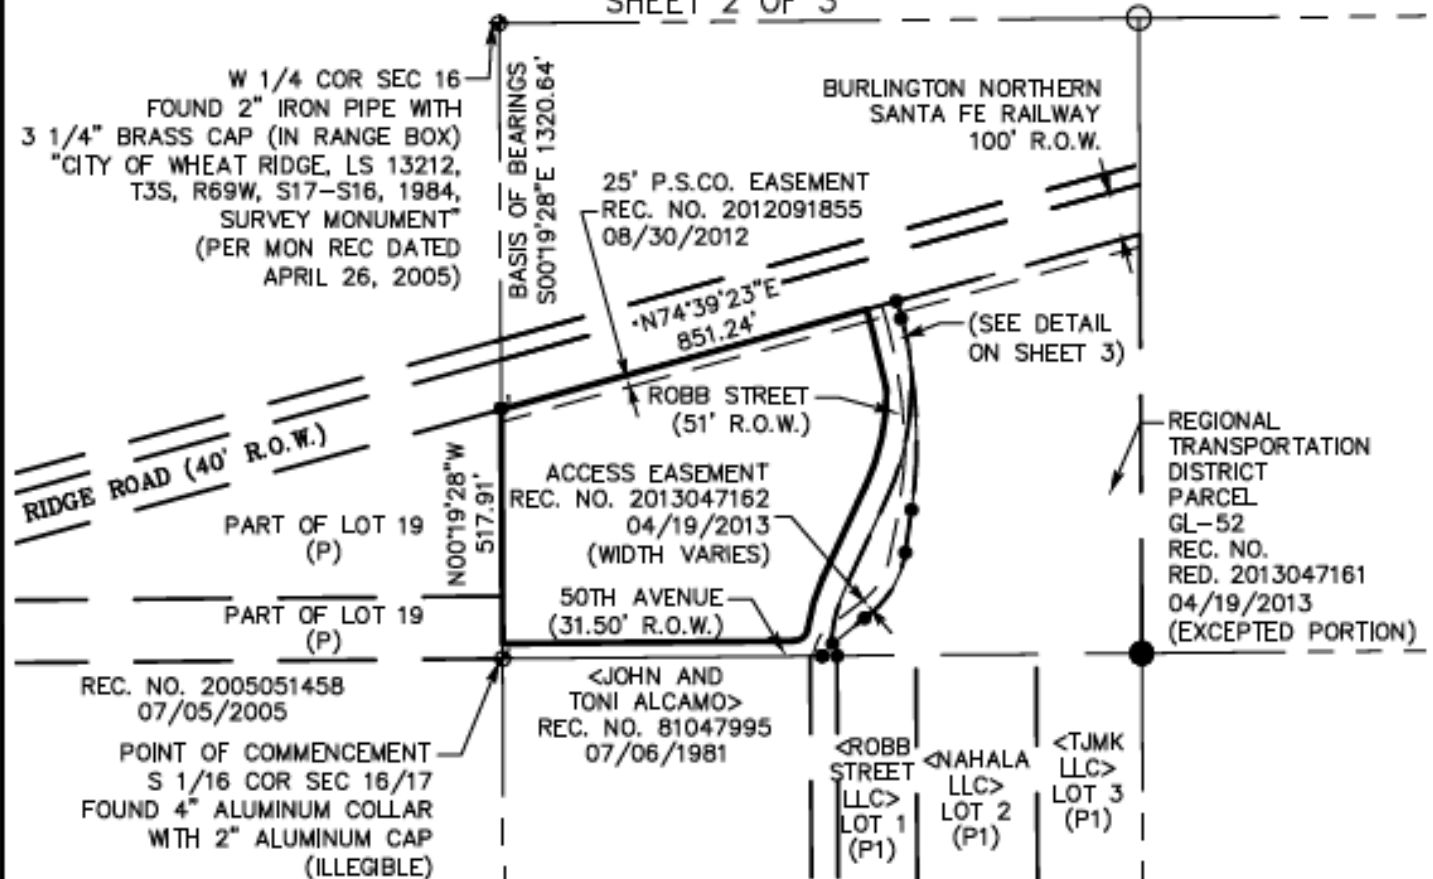 SHEET 2 OF 3
W 1/4 COR SEC 16
FOUND 2" IRON PIPE WITH
3 1/4" BRASS CAP (IN RANGE BOX)
"CITY OF WHEAT RIDGE, LS 13212,
T3S, R69W, S17-S16, 1984,
SURVEY MONUMENT"
(PER MON REC DATED
APRIL 26, 2005)
BASIS OF BEARINGS
S00°19'28"E 1320.64'
BURLINGTON NORTHERN
SANTA FE RAILWAY
100' R.O.W.
25' P.S.CO. EASEMENT
REC. NO. 2012091855
08/30/2012
*N74°39'23"E
851.24'
(SEE DETAIL
ON SHEET 3)
ROBB STREET
(51' R.O.W.)
RIDGE ROAD (40' R.O.W.)
ACCESS EASEMENT
REC. NO. 2013047162
04/19/2013
(WIDTH VARIES)
REGIONAL
TRANSPORTATION
DISTRICT
PARCEL
GL-52
REC. NO.
RED. 2013047161
04/19/2013
(EXCEPTED PORTION)
PART OF LOT 19
(P)
N00°19'28"W
517.91'
PART OF LOT 19
(P)
50TH AVENUE
(31.50' R.O.W.)
REC. NO. 2005051458
07/05/2005
<JOHN AND
TONI ALCAMO>
REC. NO. 81047995
07/06/1981
POINT OF COMMENCEMENT
S 1/16 COR SEC 16/17
FOUND 4" ALUMINUM COLLAR
WITH 2" ALUMINUM CAP
(ILLEGIBLE)
<ROBB
STREET
LLC>
LOT 1
(P1)
<NAHALA
LLC>
LOT 2
(P1)
<TJMK
LLC>
LOT 3
(P1)